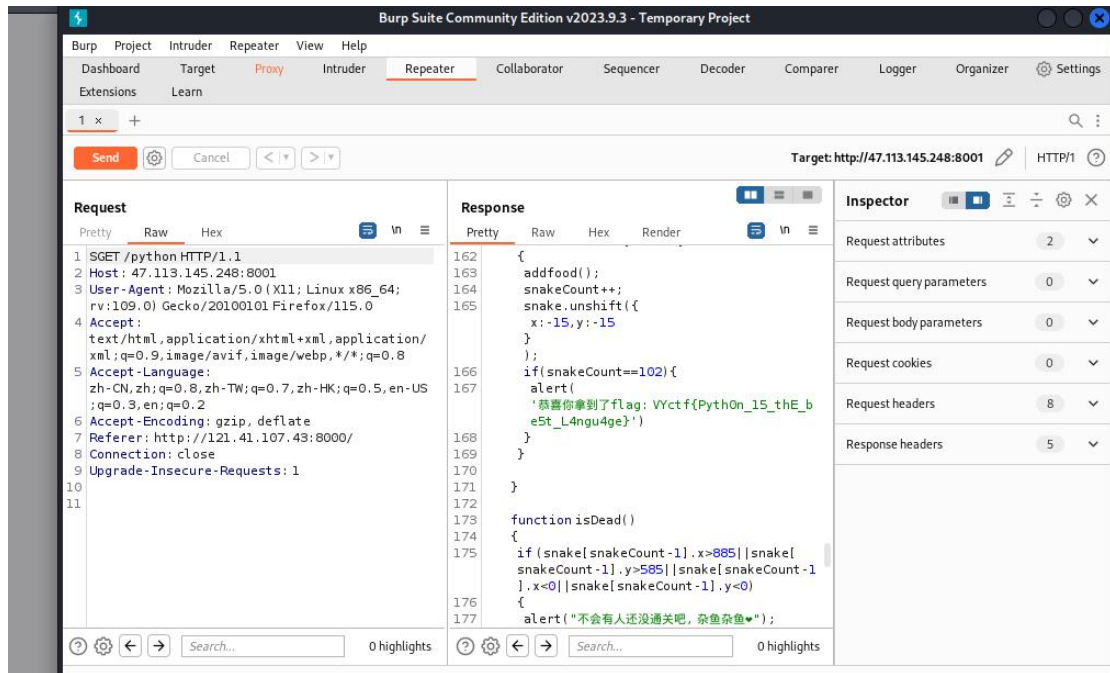 Burp Suite Community Edition v2023.9.3 - Temporary Project
Burp Project Intruder Repeater View Help
Dashboard Target Proxy Intruder Repeater Collaborator Sequencer Decoder Comparer Logger Organizer Settings
Extensions Learn
1 × +
Send Cancel < > Target: http://47.113.145.248:8001 HTTP/1 ?
Request
Pretty Raw Hex \n
1 SGET /python HTTP/1.1
2 Host: 47.113.145.248:8001
3 User-Agent: Mozilla/5.0 (X11; Linux x86_64;
rv:109.0) Gecko/20100101 Firefox/115.0
4 Accept:
text/html,application/xhtml+xml,application/
xml;q=0.9,image/avif,image/webp,*/*;q=0.8
5 Accept-Language:
zh-CN,zh;q=0.8,zh-TW;q=0.7,zh-HK;q=0.5,en-US
;q=0.3,en;q=0.2
6 Accept-Encoding: gzip, deflate
7 Referer: http://121.41.107.43:8000/
8 Connection: close
9 Upgrade-Insecure-Requests: 1
10
11
Search... 0 highlights
Response
Pretty Raw Hex Render \n
162 {
163 addfood();
164 snakeCount++;
165 snake.unshift({
x:-15,y:-15
}
);
166 if(snakeCount==102){
167 alert(
'恭喜你拿到了flag: VYctf{Pyth0n_15_thE_b
e5t_L4ngu4ge}')
168 }
169 }
170
171 }
172
173 function isDead()
174 {
175 if(snake[snakeCount-1].x>885||snake[
snakeCount-1].y>585||snake[snakeCount-1
].x<0||snake[snakeCount-1].y<0)
176 {
177 alert("不会有人还没通关吧, 杂鱼杂鱼❤");
Search... 0 highlights
Inspector
Request attributes 2
Request query parameters 0
Request body parameters 0
Request cookies 0
Request headers 8
Response headers 5